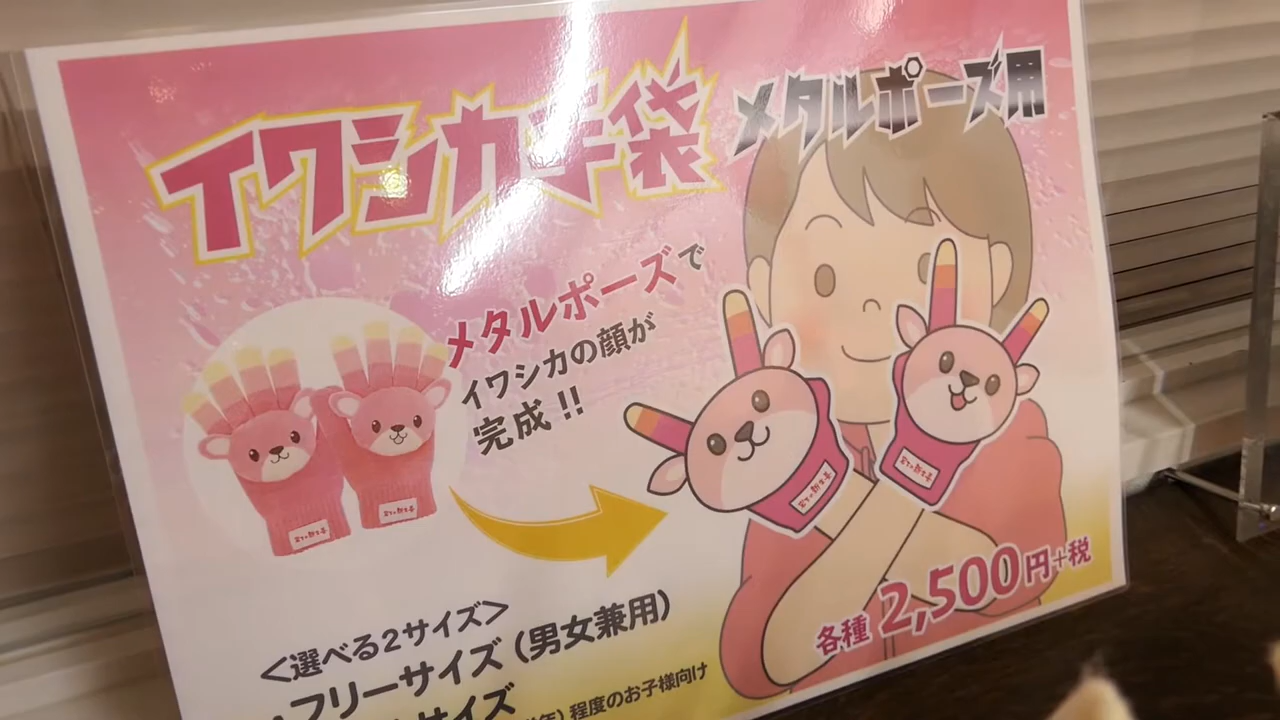 イワシカ手袋
メタルポーズ用
メタルポーズで
イワシカの顔が
完成!!
<選べる2サイズ>
フリーサイズ(男女兼用)
サイズ
程度のお子様向け
各種2,500円+税